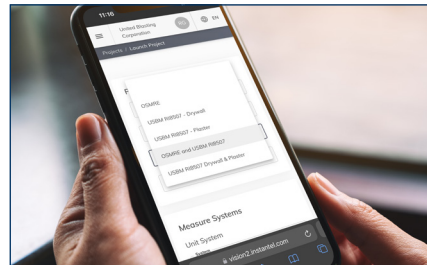 11:16
United Blasting
Corporation
EN
Projects / Launch Project
OSMRE
USBM RI8507 - Drywall
USBM RI8507 - Plaster
OSMRE and USBM RI8507
USBM RI8507 Drywall & Plaster
Measure Systems
Unit System
vision2.instantel.com